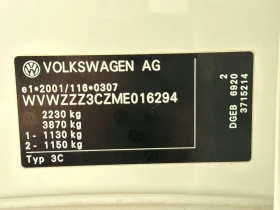 VOLKSWAGEN AG
e1*2001/116*0307
WVWZZZ3CZME016294
2230 kg
3870 kg
1- 1130 kg
2- 1150 kg
Typ 3C
2
DGEB 6920
3715214